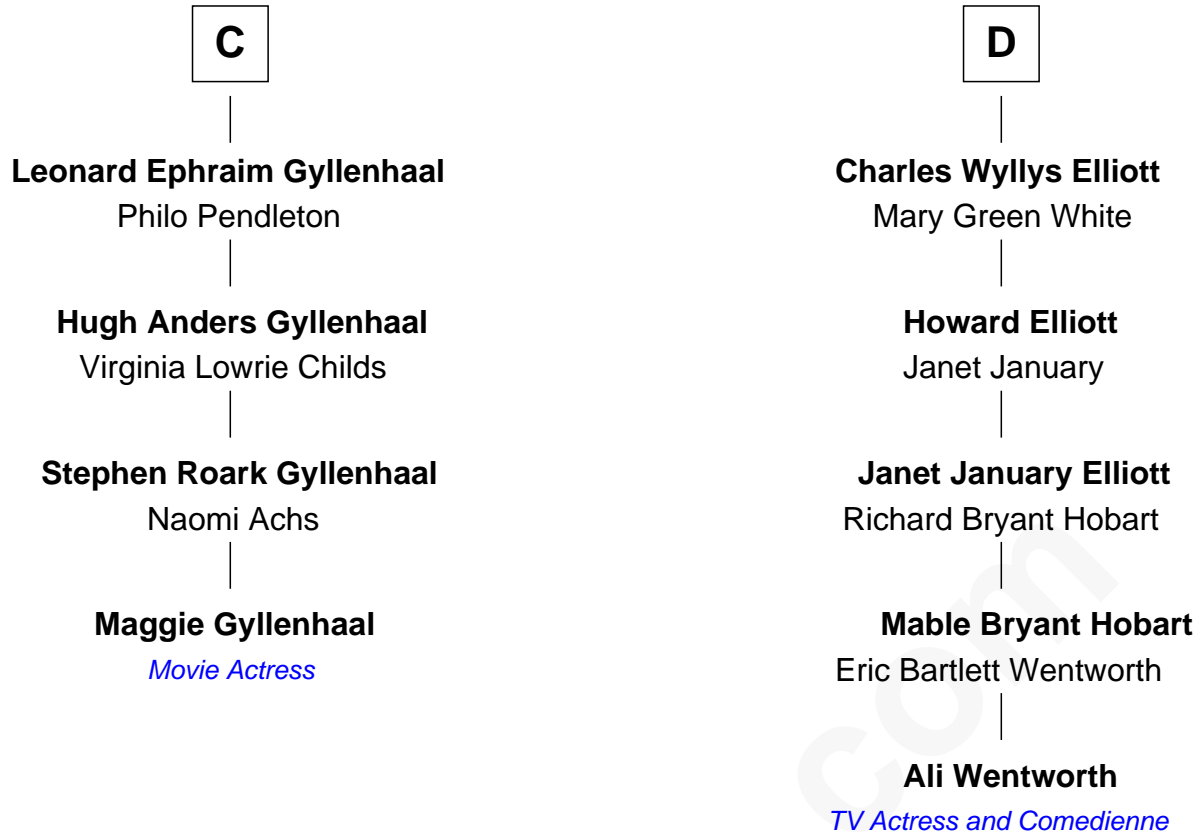 C
Leonard Ephraim Gyllenhaal
Philo Pendleton
Hugh Anders Gyllenhaal
Virginia Lowrie Childs
Stephen Roark Gyllenhaal
Naomi Achs
Maggie Gyllenhaal
Movie Actress
D
Charles Wyllys Elliott
Mary Green White
Howard Elliott
Janet January
Janet January Elliott
Richard Bryant Hobart
Mable Bryant Hobart
Eric Bartlett Wentworth
Ali Wentworth
TV Actress and Comedienne
com